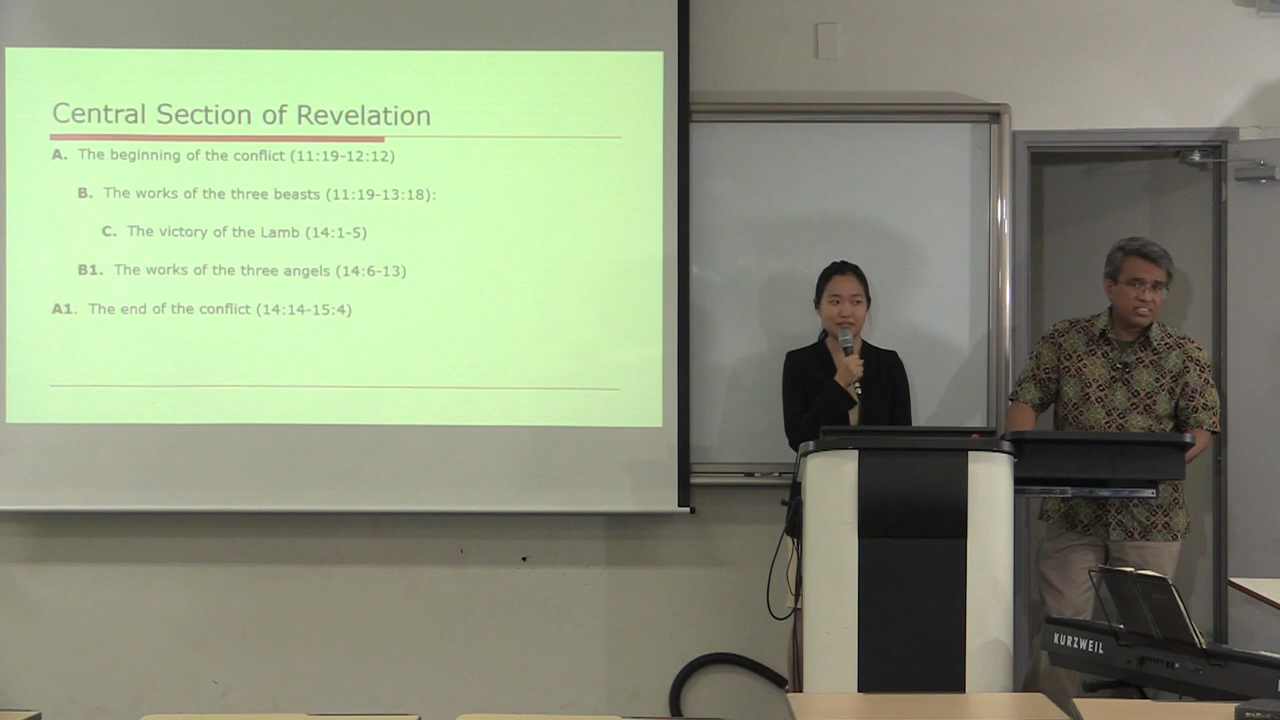 Central Section of Revelation
A. The beginning of the conflict (11:19-12:12)
B. The works of the three beasts (11:19-13:18):
C. The victory of the Lamb (14:1-5)
B1. The works of the three angels (14:6-13)
A1. The end of the conflict (14:14-15:4)
KURZWEIL